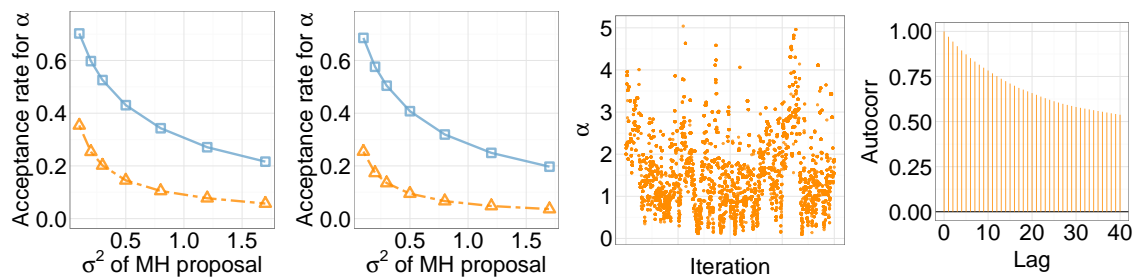 Acceptance rate for α
0.6
0.4
0.2
0.0
0.5 1.0 1.5
σ² of MH proposal
Acceptance rate for α
0.6
0.4
0.2
0.0
0.5 1.0 1.5
σ² of MH proposal
α
5
4
3
2
1
0
Iteration
Autocorr
1.00
0.75
0.50
0.25
0.00
0 10 20 30 40
Lag